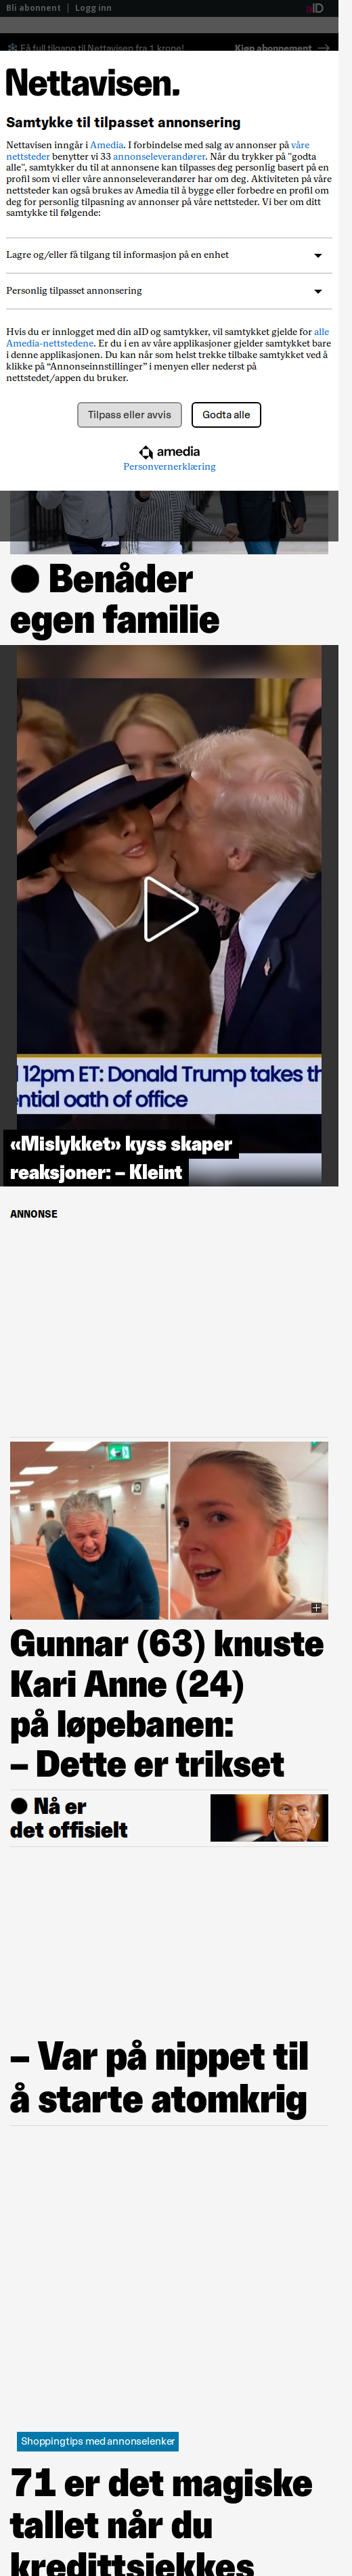 Bli abonnent | Logg inn
aID
Få full tilgang til Nettavisen fra 1 krone!
Kjøp abonnement
Nettavisen.
Samtykke til tilpasset annonsering
Nettavisen inngår i Amedia. I forbindelse med salg av annonser på våre
nettsteder benytter vi 33 annonseleverandører. Når du trykker på "godta
alle", samtykker du til at annonsene kan tilpasses deg personlig basert på en
profil som vi eller våre annonseleverandører har om deg. Aktiviteten på våre
nettsteder kan også brukes av Amedia til å bygge eller forbedre en profil om
deg for personlig tilpasning av annonser på våre nettsteder. Vi ber om ditt
samtykke til følgende:
Lagre og/eller få tilgang til informasjon på en enhet
Personlig tilpasset annonsering
Hvis du er innlogget med din aID og samtykker, vil samtykket gjelde for alle
Amedia-nettstedene. Er du i en av våre applikasjoner gjelder samtykket bare
i denne applikasjonen. Du kan når som helst trekke tilbake samtykket ved å
klikke på “Annonseinnstillinger” i menyen eller nederst på
nettstedet/appen du bruker.
Tilpass eller avvis
Godta alle
amedia
Personvernerklæring
Benåder
egen familie
12pm ET: Donald Trump takes th
ntial oath of office
«Mislykket» kyss skaper
reaksjoner: – Kleint
ANNONSE
Gunnar (63) knuste
Kari Anne (24)
på løpebanen:
– Dette er trikset
Nå er
det offisielt
– Var på nippet til
å starte atomkrig
Shoppingtips med annonselenker
71 er det magiske
tallet når du
kredittsjekkes